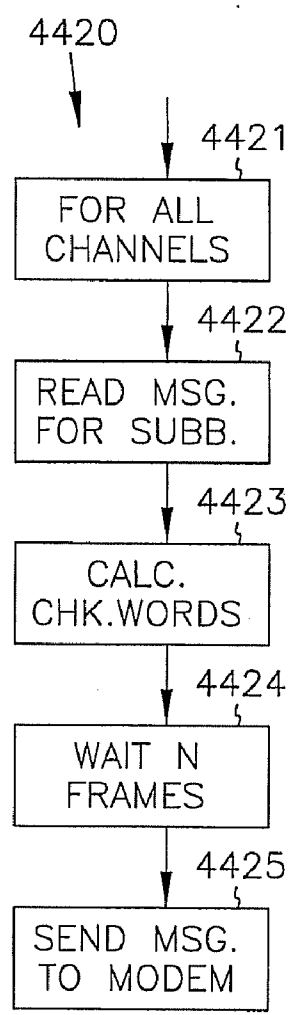 4420
4421
FOR ALL
CHANNELS
4422
READ MSG.
FOR SUBB.
4423
CALC.
CHK.WORDS
4424
WAIT N
FRAMES
4425
SEND MSG.
TO MODEM